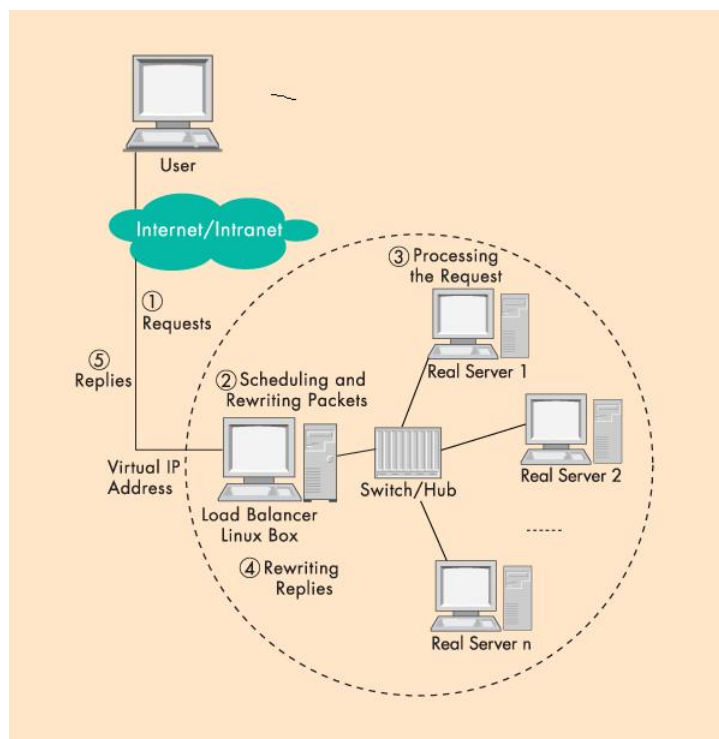 User
Internet/Intranet
① 
Requests
⑤
Replies
② Scheduling and
Rewriting Packets
③ Processing
the Request
Real Server 1
Real Server 2
Virtual IP
Address
Load Balancer
Linux Box
Switch/Hub
④ Rewriting
Replies
Real Server n